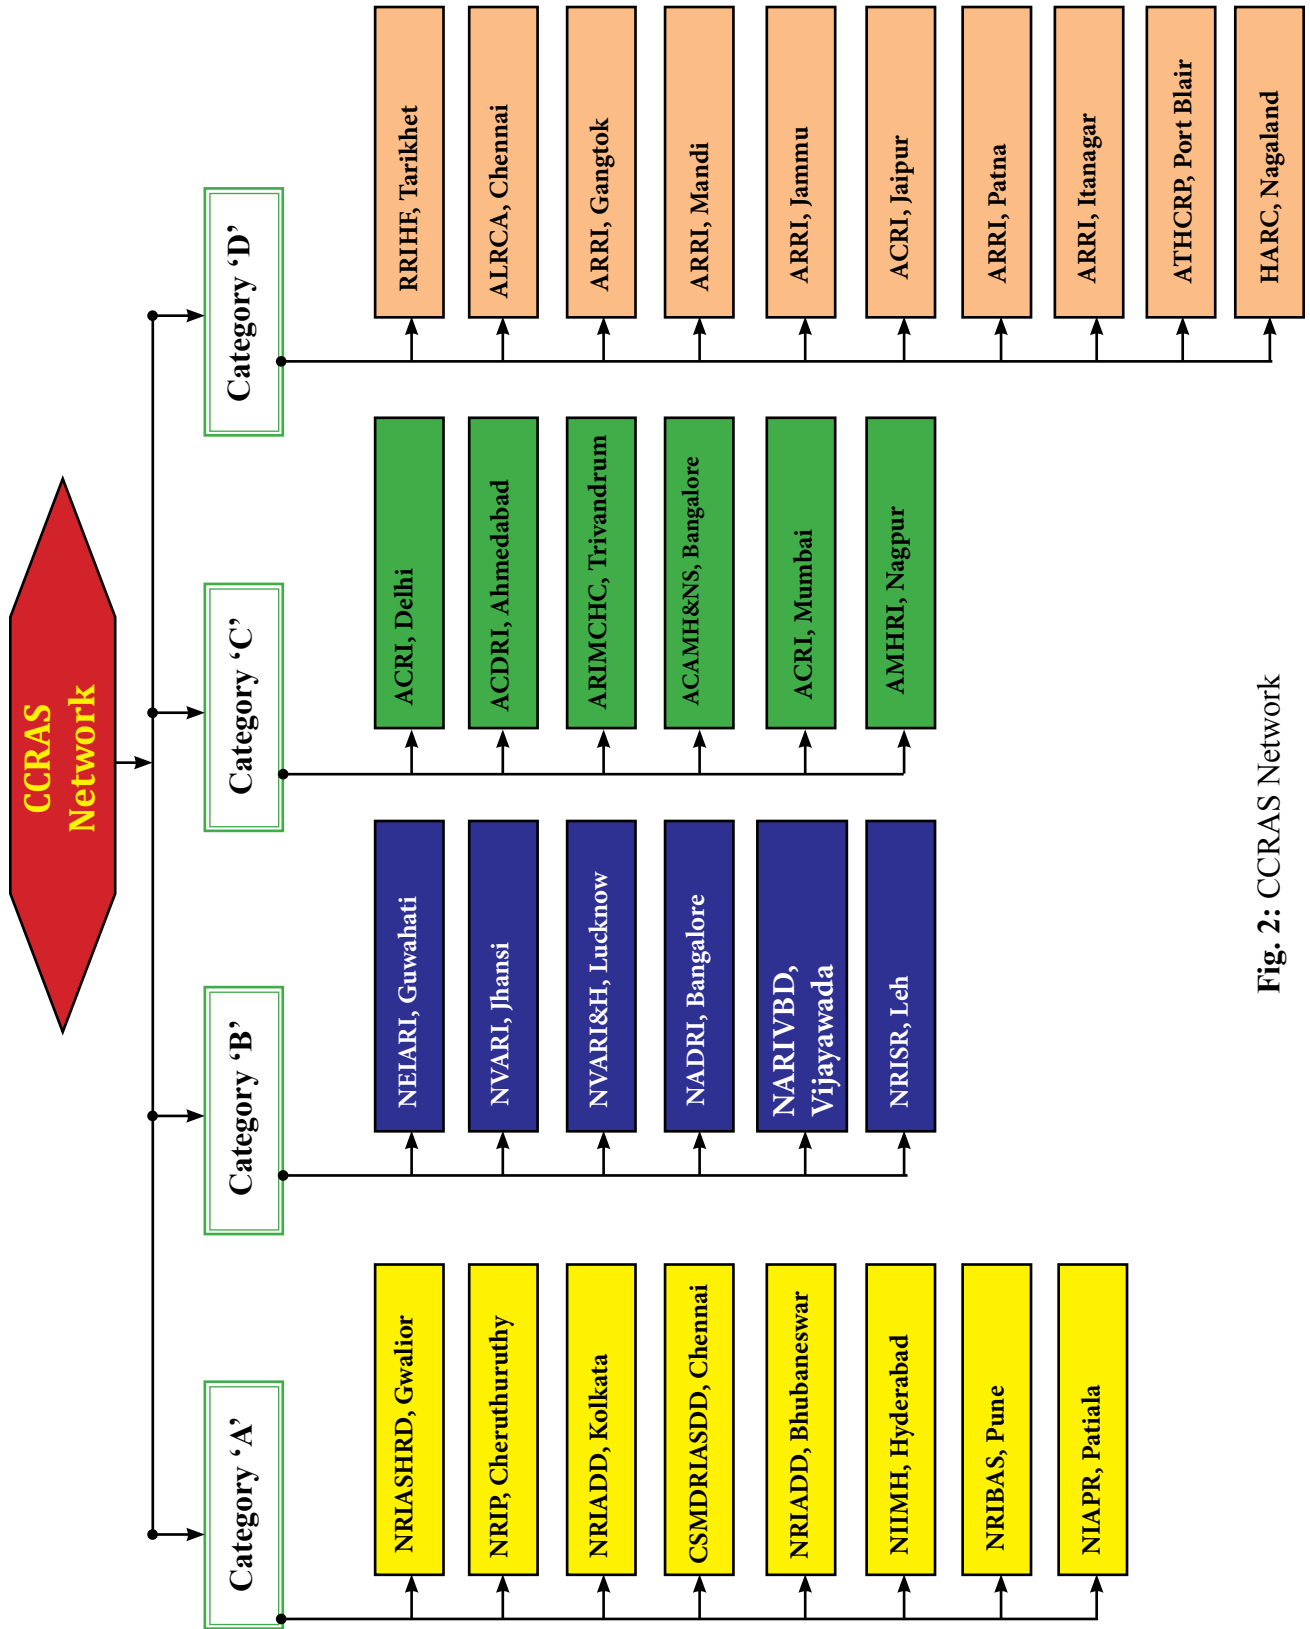 CCRAS
Network
Category ‘A’
NRIASHRD, Gwalior
NRIP, Cheruthuruthy
NRIADD, Kolkata
CSMDRIASDD, Chennai
NRIADD, Bhubaneswar
NIIMH, Hyderabad
NRIBAS, Pune
NIAPR, Patiala
Category ‘B’
NEIARI, Guwahati
NVARI, Jhansi
NVARI&H, Lucknow
NADRI, Bangalore
NARIVBD,
Vijayawada
NRISR, Leh
Category ‘C’
ACRI, Delhi
ACDRI, Ahmedabad
ARIMCHC, Trivandrum
ACAMH&NS, Bangalore
ACRI, Mumbai
AMHRI, Nagpur
Category ‘D’
RRIHF, Tarikhet
ALRCA, Chennai
ARRI, Gangtok
ARRI, Mandi
ARRI, Jammu
ACRI, Jaipur
ARRI, Patna
ARRI, Itanagar
ATHCRP, Port Blair
HARC, Nagaland
Fig. 2: CCRAS Network